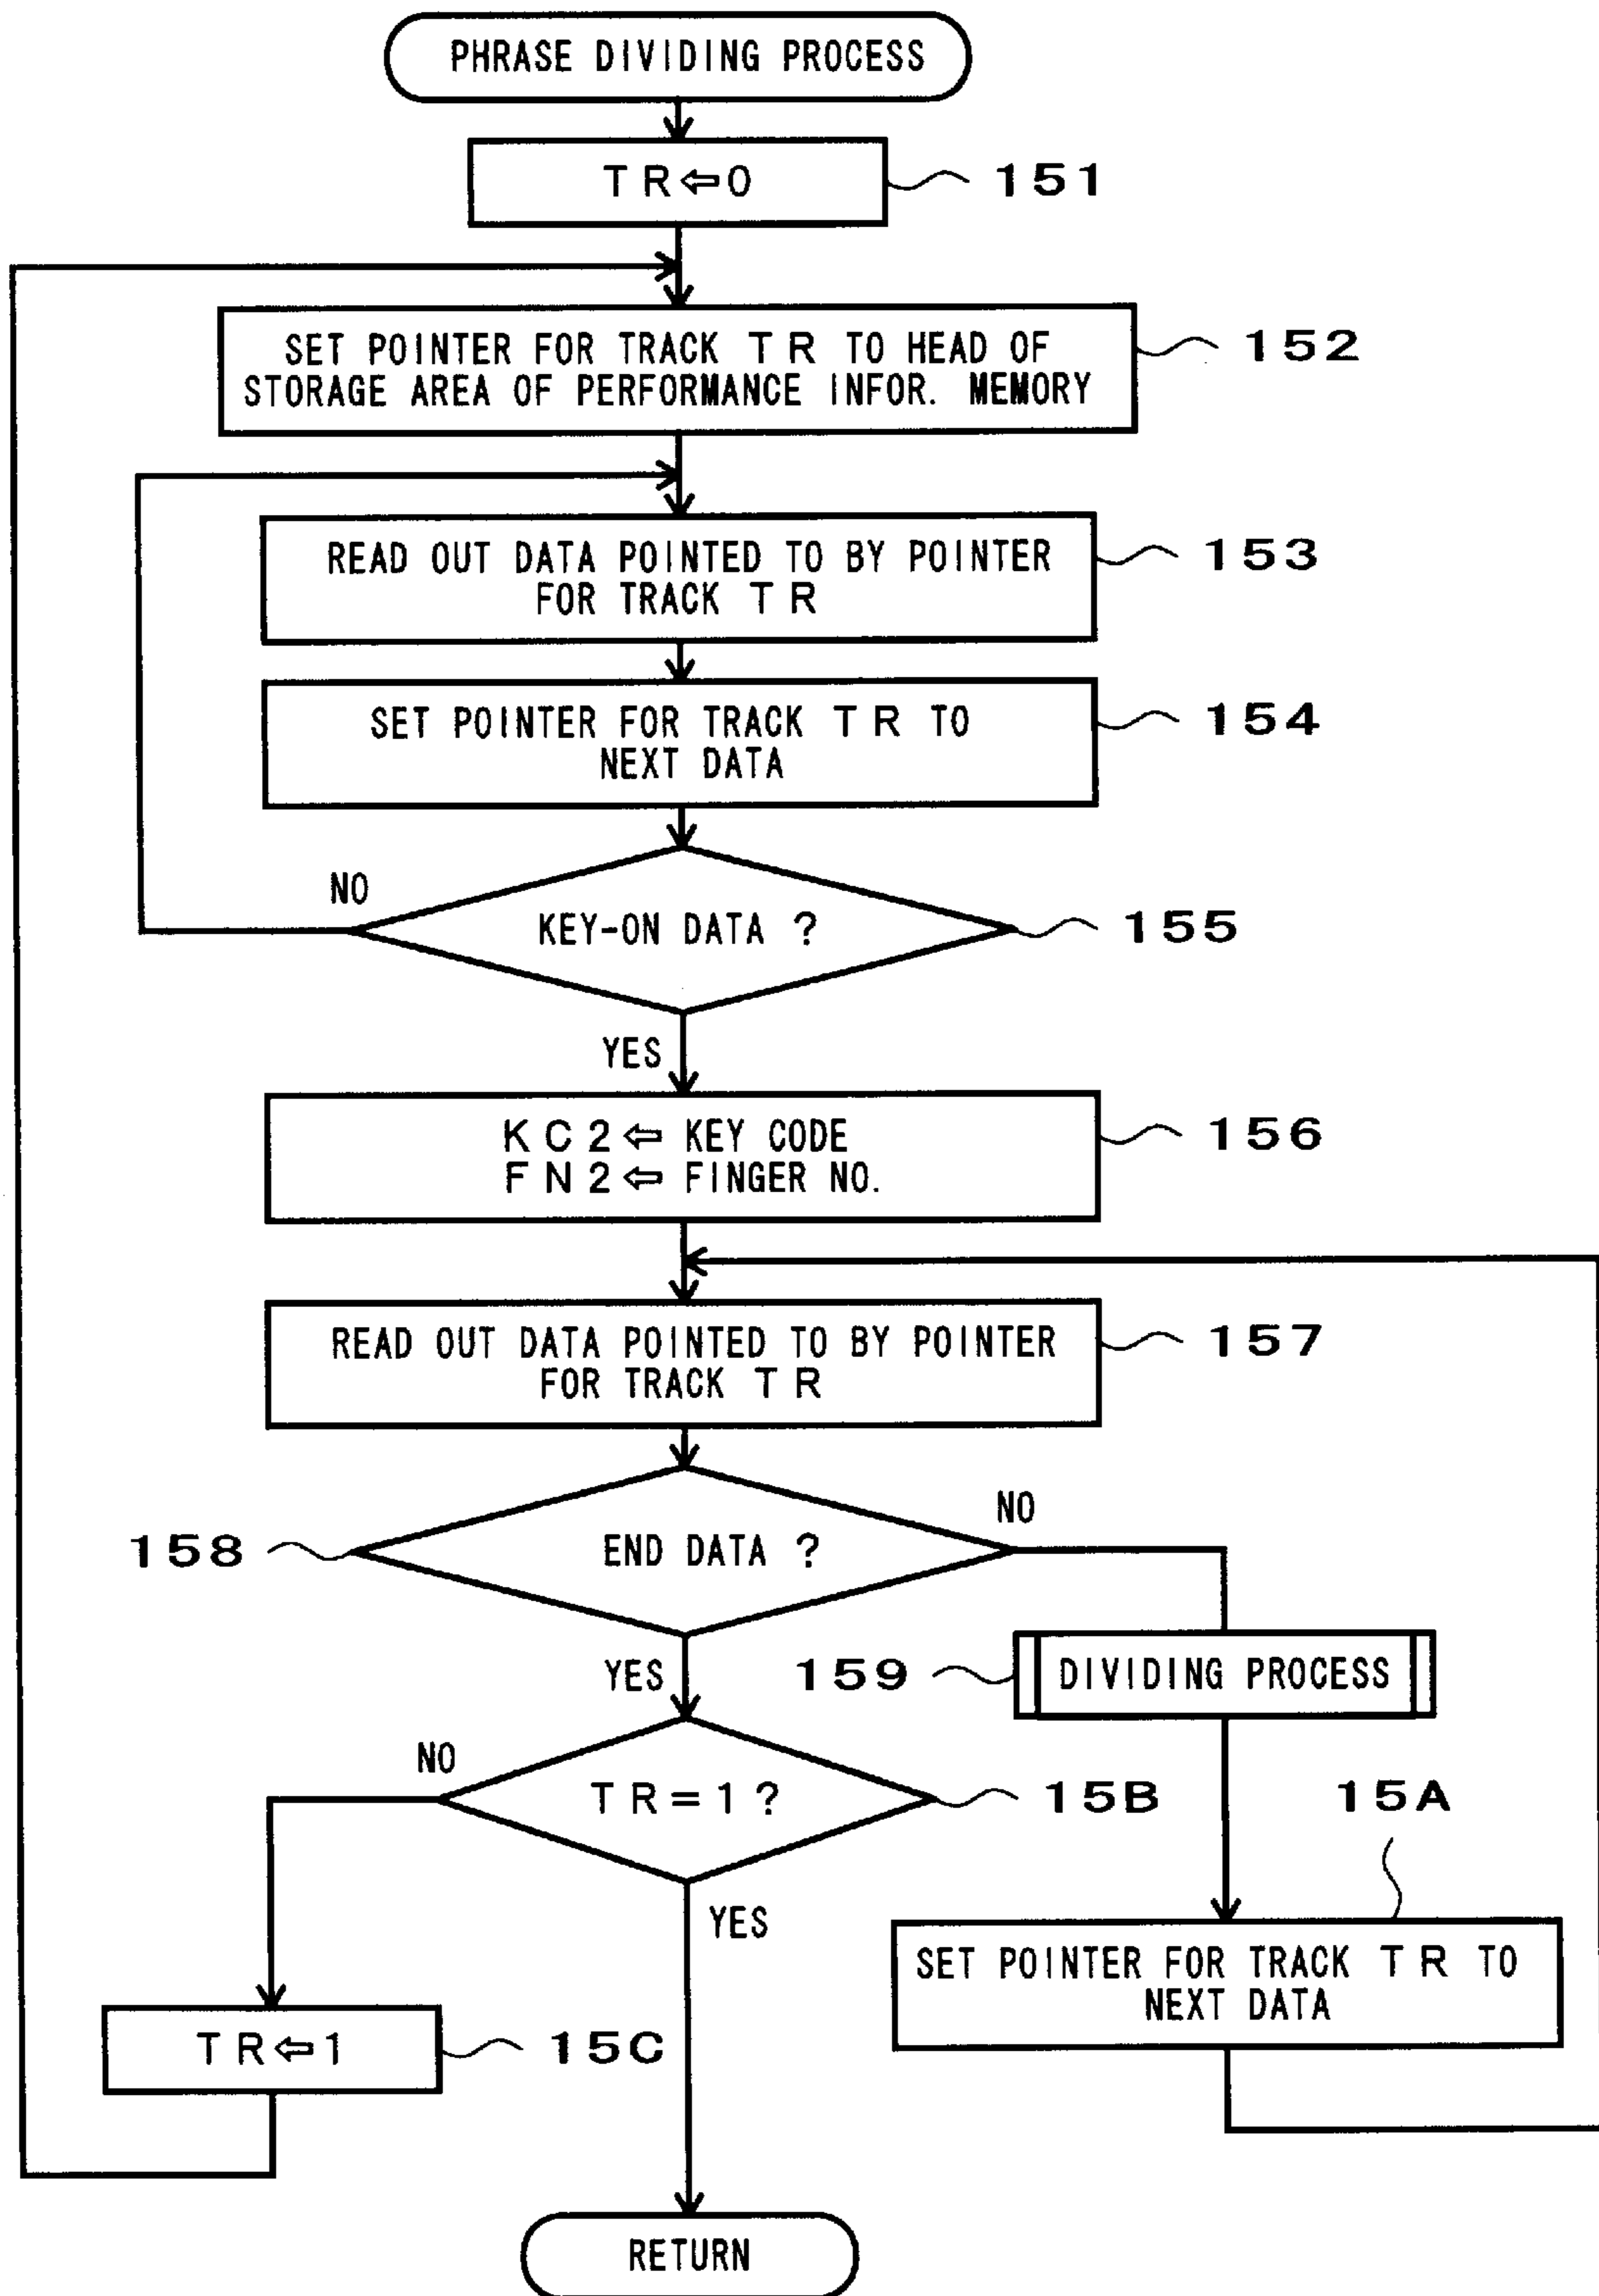 PHRASE DIVIDING PROCESS
TR⇦0
151
SET POINTER FOR TRACK TR TO HEAD OF
STORAGE AREA OF PERFORMANCE INFOR. MEMORY
152
READ OUT DATA POINTED TO BY POINTER
FOR TRACK TR
153
SET POINTER FOR TRACK TR TO
NEXT DATA
154
NO
KEY-ON DATA ?
155
YES
KC2⇦ KEY CODE
FN2⇦ FINGER NO.
156
READ OUT DATA POINTED TO BY POINTER
FOR TRACK TR
157
NO
158
END DATA ?
YES
159
DIVIDING PROCESS
NO
TR=1?
15B
15A
YES
SET POINTER FOR TRACK TR TO
NEXT DATA
TR⇦1
15C
RETURN